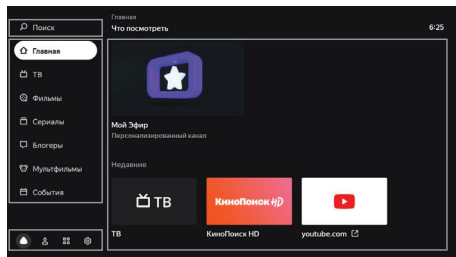 Поиск
Главная
ТВ
Фильмы
Сериалы
Блогеры
Мультфильмы
События
Главная
Что посмотреть
6:25
Мой Эфир
Персонализированный канал
Недавние
ТВ
КиноПоиск HD
ТВ
КиноПоиск HD
youtube.com